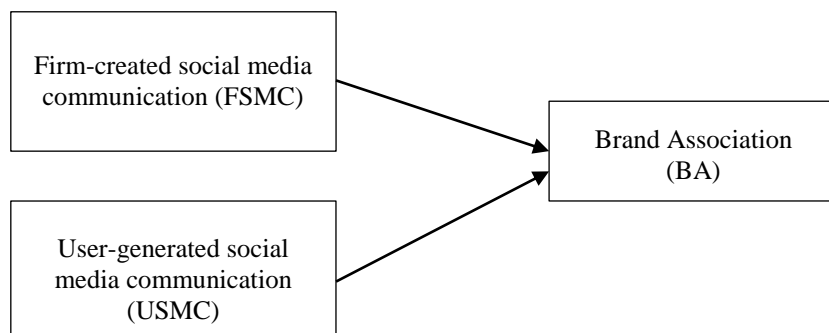 Firm-created social media
communication (FSMC)
Brand Association
(BA)
User-generated social
media communication
(USMC)